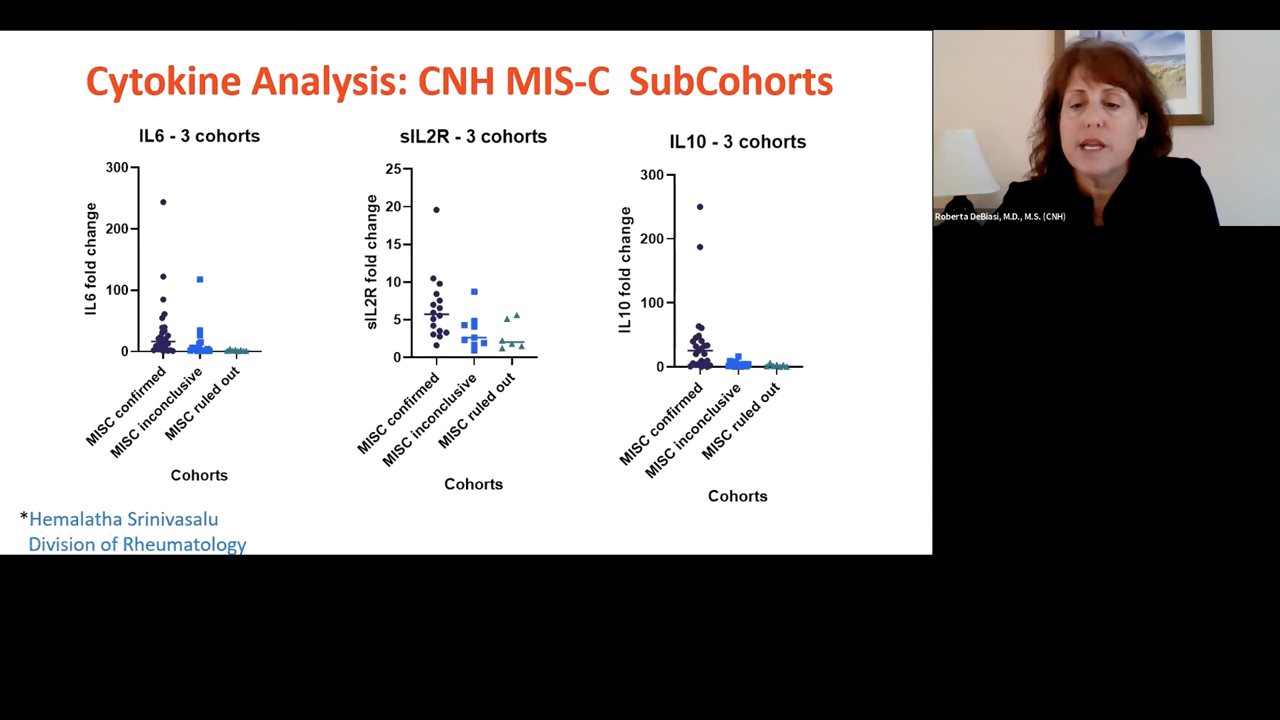 Cytokine Analysis: CNH MIS-C SubCohorts
IL6 - 3 cohorts
IL6 fold change
300
200
100
0
MISC confirmed
MISC inconclusive
MISC ruled out
Cohorts
sIL2R - 3 cohorts
sIL2R fold change
25
20
15
10
5
0
MISC confirmed
MISC inconclusive
MISC ruled out
Cohorts
IL10 - 3 cohorts
IL10 fold change
300
200
100
0
MISC confirmed
MISC inconclusive
MISC ruled out
Cohorts
*Hemalatha Srinivasalu
Division of Rheumatology
Roberta DeBiasi, M.D., M.S. (CNH)